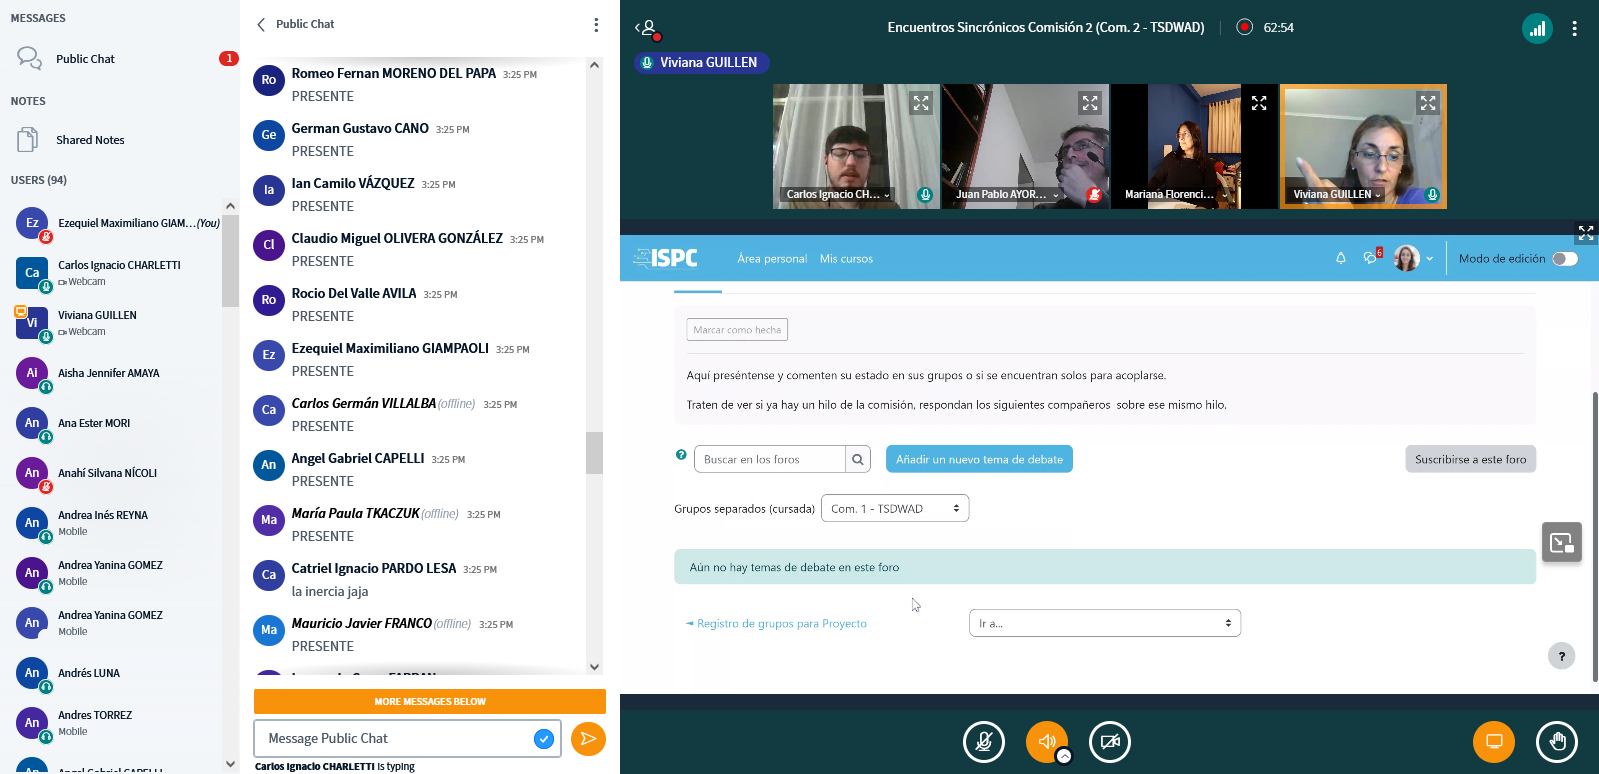 MESSAGES
Public Chat
1
NOTES
Shared Notes
USERS (94)
Ez
Ezequiel Maximiliano GIAM...(You)
Ca
Carlos Ignacio CHARLETTI
Webcam
Vi
Viviana GUILLEN
Webcam
Ai
Aisha Jennifer AMAYA
An
Ana Ester MORI
An
Anahí Silvana NÍCOLI
An
Andrea Inés REYNA
Mobile
An
Andrea Yanina GOMEZ
Mobile
An
Andrea Yanina GOMEZ
Mobile
An
Andrés LUNA
An
Andres TORREZ
Mobile
Angel Gabriel CAPELLI
Public Chat
Ro
Romeo Fernan MORENO DEL PAPA 3:25 PM
PRESENTE
Ge
German Gustavo CANO 3:25 PM
PRESENTE
Ia
Ian Camilo VÁZQUEZ 3:25 PM
PRESENTE
Cl
Claudio Miguel OLIVERA GONZÁLEZ 3:25 PM
PRESENTE
Ro
Rocio Del Valle AVILA 3:25 PM
PRESENTE
Ez
Ezequiel Maximiliano GIAMPAOLI 3:25 PM
PRESENTE
Ca
Carlos Germán VILLALBA (offline) 3:25 PM
PRESENTE
An
Angel Gabriel CAPELLI 3:25 PM
PRESENTE
Ma
María Paula TKACZUK (offline) 3:25 PM
PRESENTE
Ca
Catriel Ignacio PARDO LESA 3:25 PM
la inercia jaja
Ma
Mauricio Javier FRANCO (offline) 3:25 PM
PRESENTE
MORE MESSAGES BELOW
Message Public Chat
Carlos Ignacio CHARLETTI is typing
Encuentros Sincrónicos Comisión 2 (Com. 2 - TSDWAD)
62:54
Viviana GUILLEN
Carlos Ignacio CH...
Juan Pablo AYOR...
Mariana Florenci...
Viviana GUILLEN
ISPC
Área personal
Mis cursos
6
Modo de edición
Marcar como hecha
Aquí preséntense y comenten su estado en sus grupos o si se encuentran solos para acoplarse.
Traten de ver si ya hay un hilo de la comisión, respondan los siguientes compañeros sobre ese mismo hilo.
?
Buscar en los foros
Añadir un nuevo tema de debate
Suscribirse a este foro
Grupos separados (cursada)
Com. 1 - TSDWAD
Aún no hay temas de debate en este foro
◄ Registro de grupos para Proyecto
Ir a...
?